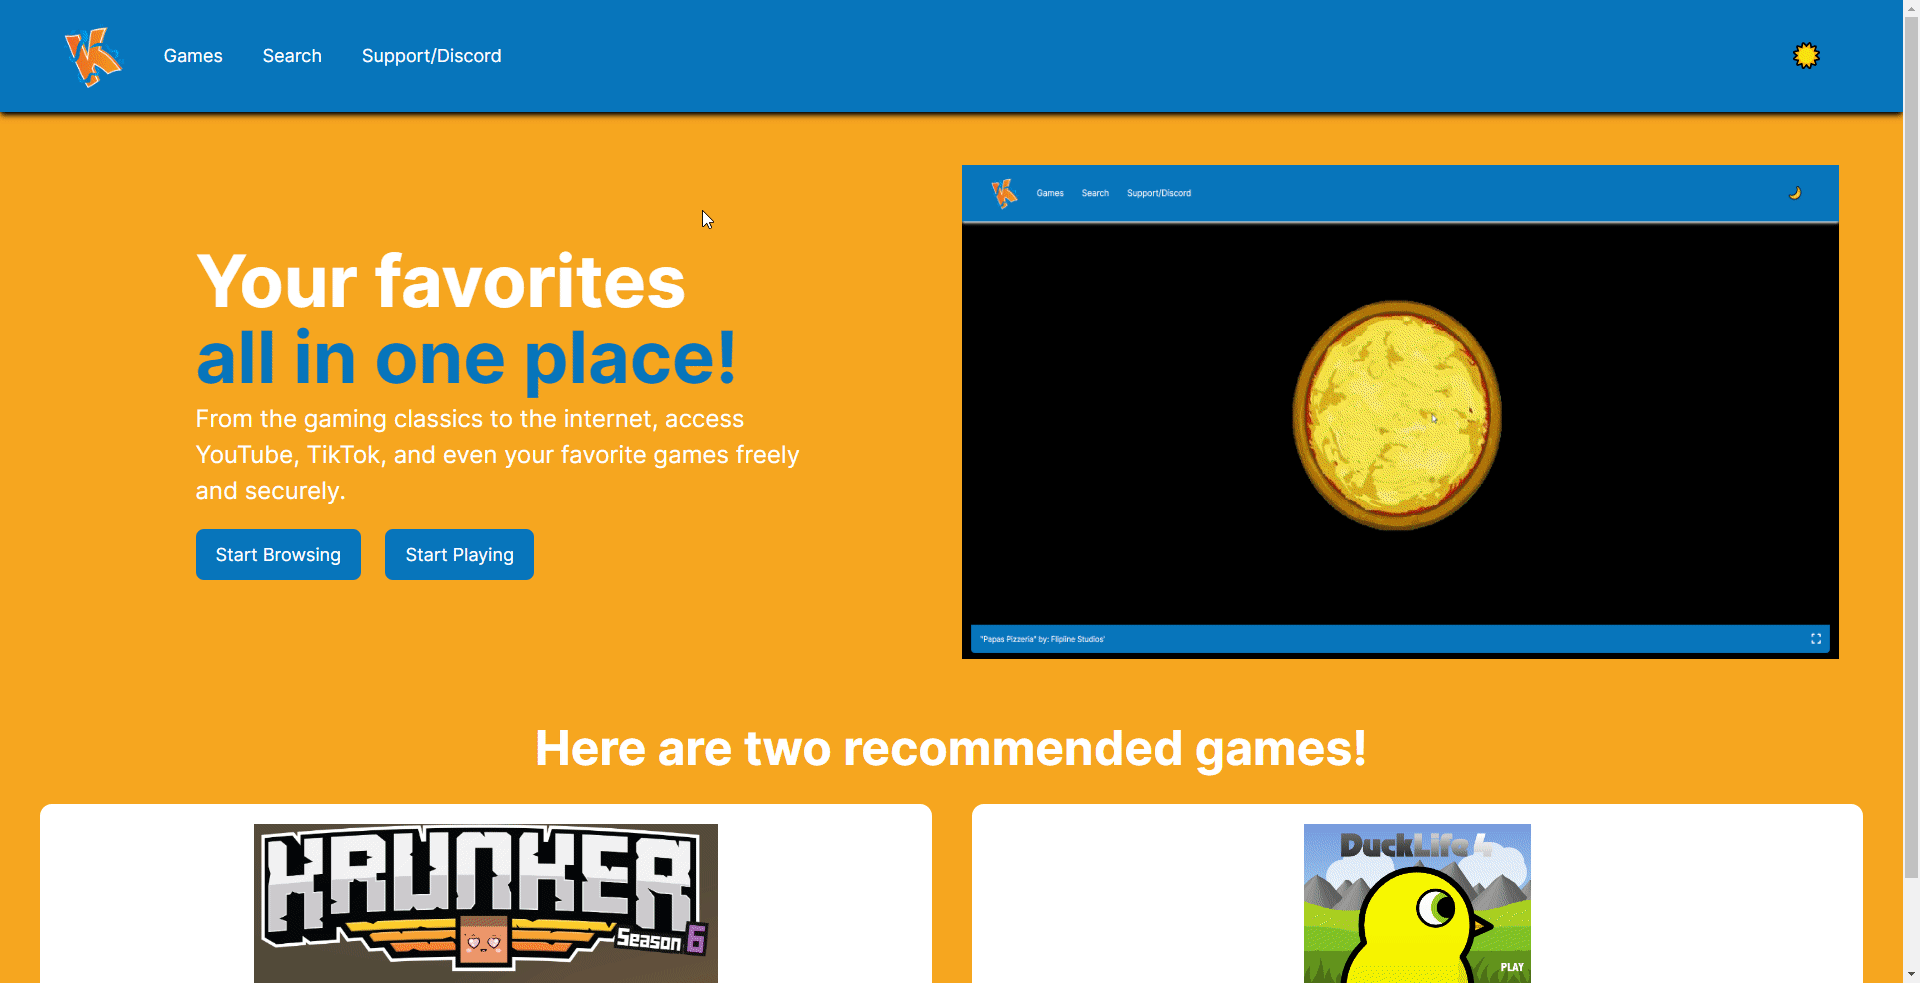 Games
Search
Support/Discord
Your favorites
all in one place!
From the gaming classics to the internet, access
YouTube, TikTok, and even your favorite games freely
and securely.
Start Browsing
Start Playing
Games
Search
Support/Discord
"Papas Pizzeria" by: Flipline Studios'
Here are two recommended games!
KRUNKER
Season 6
DuckLife 4
PLAY